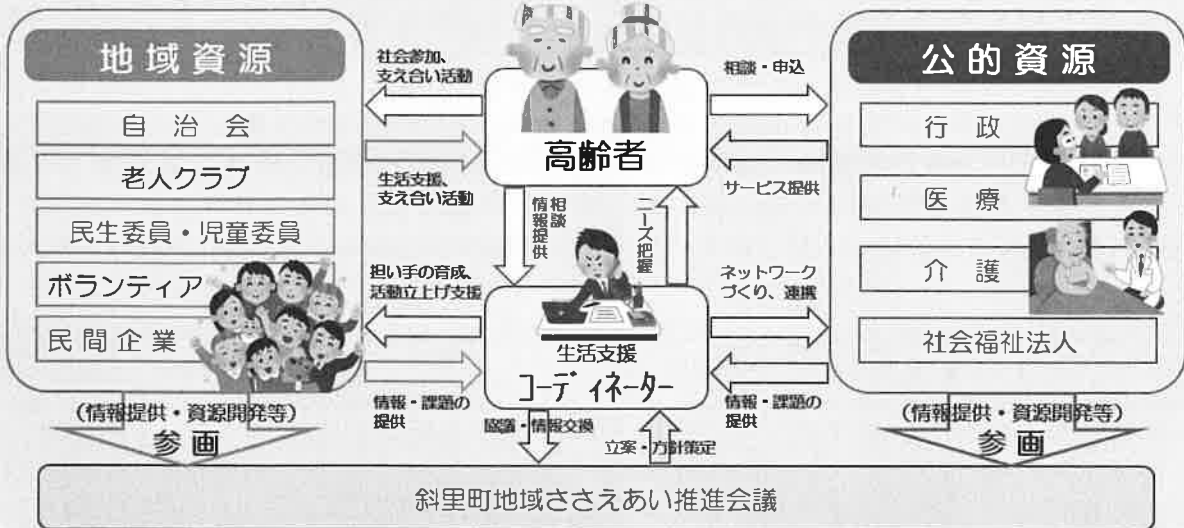 地域資源
自治会
老人クラブ
民生委員・児童委員
ボランティア
民間企業
(情報提供・資源開発等)
参画
社会参加、
支え合い活動
生活支援、
支え合い活動
担い手の育成、
活動立上げ支援
情報・課題の
提供
高齢者
相談
情報提供
ニーズ把握
生活支援
コーディネーター
協議・情報交換
立案・方針策定
相談・申込
サービス提供
ネットワーク
づくり、連携
情報・課題の
提供
公的資源
行政
医療
介護
社会福祉法人
(情報提供・資源開発等)
参画
斜里町地域ささえあい推進会議